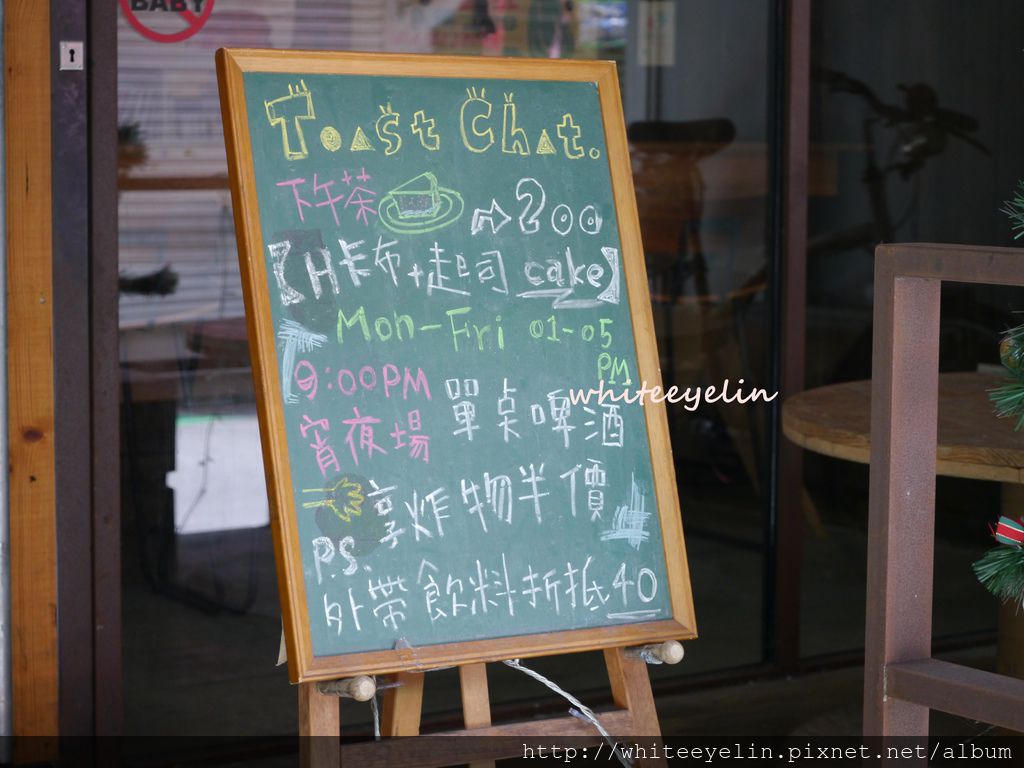 BABY
Toast Chat.
下午茶 → 200
【H卡布+起司 cake】
Mon-Fri 01-05 PM
9:00PM
宵夜場
單桌啤酒
享炸物半價
P.S.
外帶飲料折抵40
whiteeyelin
http://whiteeyelin.pixnet.net/album